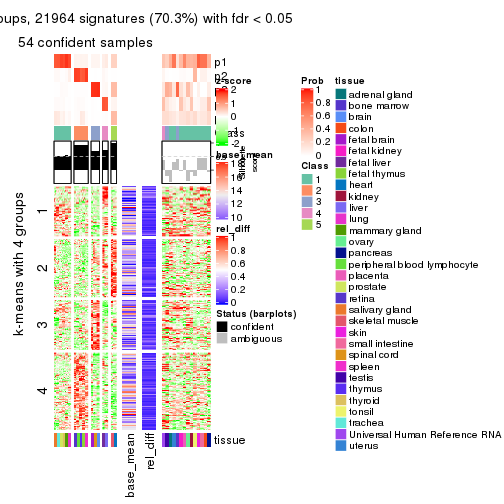 oups, 21964 signatures (70.3%) with fdr < 0.05
54 confident samples
p1
p2
z-score
2
1
0
-1
-2
base_mean
18
16
14
12
10
rel_diff
1
0.8
0.6
0.4
0.2
0
Status (barplots)
confident
ambiguous
k-means with 4 groups
1
2
3
4
base_mean
rel_diff
tissue
Prob
1
0.8
0.6
0.4
0.2
0
Class
1
2
3
4
5
tissue
adrenal gland
bone marrow
brain
colon
fetal brain
fetal kidney
fetal liver
fetal thymus
heart
kidney
liver
lung
mammary gland
ovary
pancreas
peripheral blood lymphocyte
placenta
prostate
retina
salivary gland
skeletal muscle
skin
small intestine
spinal cord
spleen
testis
thymus
thyroid
tonsil
trachea
Universal Human Reference RNA
uterus